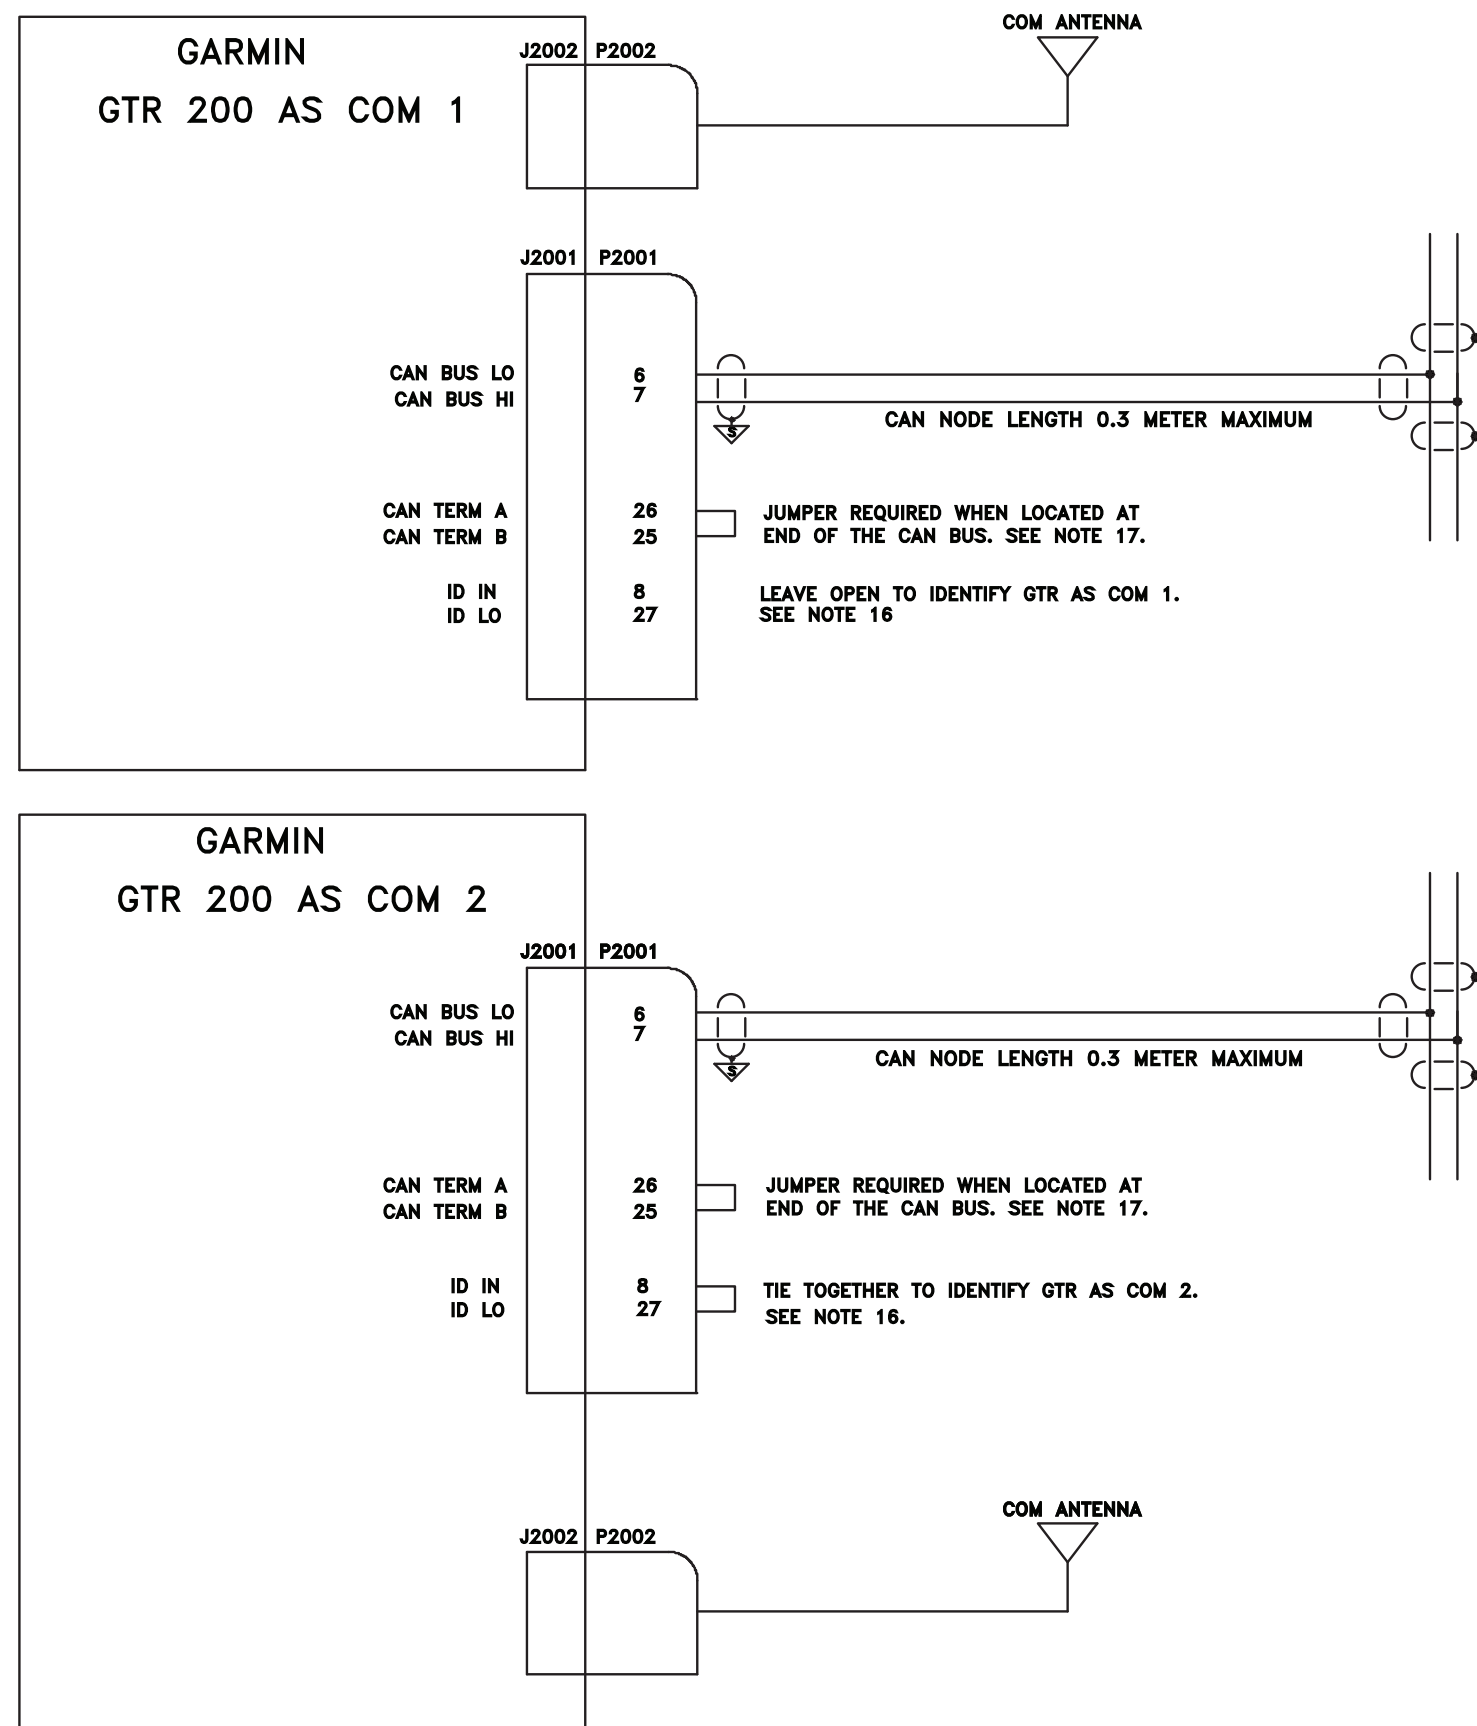 COM ANTENNA
GARMIN
GTR 200 AS COM 1
J2002 P2002
J2001 P2001
CAN BUS LO 6
CAN BUS HI 7
S
CAN NODE LENGTH 0.3 METER MAXIMUM
CAN TERM A 26 JUMPER REQUIRED WHEN LOCATED AT
CAN TERM B 25 END OF THE CAN BUS. SEE NOTE 17.
ID IN 8 LEAVE OPEN TO IDENTIFY GTR AS COM 1.
ID LO 27 SEE NOTE 16
GARMIN
GTR 200 AS COM 2
J2001 P2001
CAN BUS LO 6
CAN BUS HI 7
S
CAN NODE LENGTH 0.3 METER MAXIMUM
CAN TERM A 26 JUMPER REQUIRED WHEN LOCATED AT
CAN TERM B 25 END OF THE CAN BUS. SEE NOTE 17.
ID IN 8 TIE TOGETHER TO IDENTIFY GTR AS COM 2.
ID LO 27 SEE NOTE 16.
COM ANTENNA
J2002 P2002